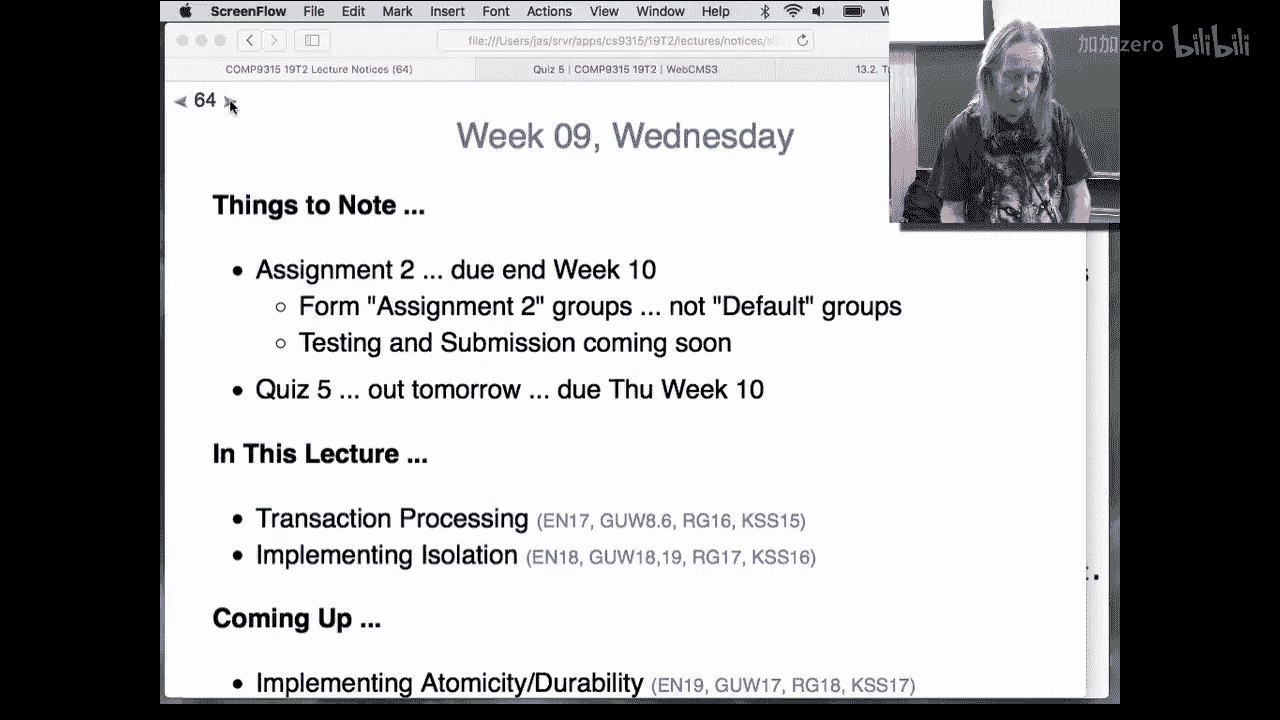 ScreenFlow File Edit Mark Insert Font Actions View Window Help
file:///Users/jas/srvr/apps/cs9315/19T2/lectures/notices/sli
COMP9315 19T2 Lecture Notices (64) Quiz 5 | COMP9315 19T2 | WebCMS3 13.2. T
加加zero bilibili
64
Week 09, Wednesday
Things to Note ...
• Assignment 2 ... due end Week 10
○ Form "Assignment 2" groups ... not "Default" groups
○ Testing and Submission coming soon
• Quiz 5 ... out tomorrow ... due Thu Week 10
In This Lecture ...
• Transaction Processing (EN17, GUW8.6, RG16, KSS15)
• Implementing Isolation (EN18, GUW18,19, RG17, KSS16)
Coming Up ...
• Implementing Atomicity/Durability (EN19, GUW17, RG18, KSS17)